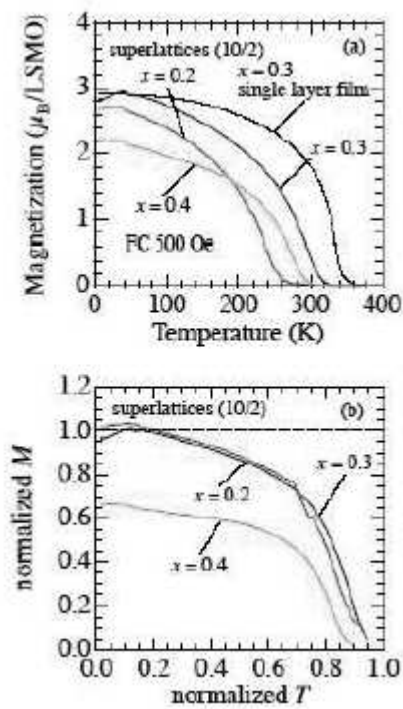 4
superlattices (10/2)
(a)
x = 0.2
x = 0.3
single layer film
3
2
x = 0.3
x = 0.4
1
FC 500 Oe
0
0 100 200 300 400
Magnetization (μB/LSMO)
Temperature (K)
1.2
superlattices (10/2)
(b)
1.0
0.8
x = 0.3
x = 0.2
0.6
0.4
x = 0.4
0.2
0.0
0.0 0.2 0.4 0.6 0.8 1.0
normalized M
normalized T